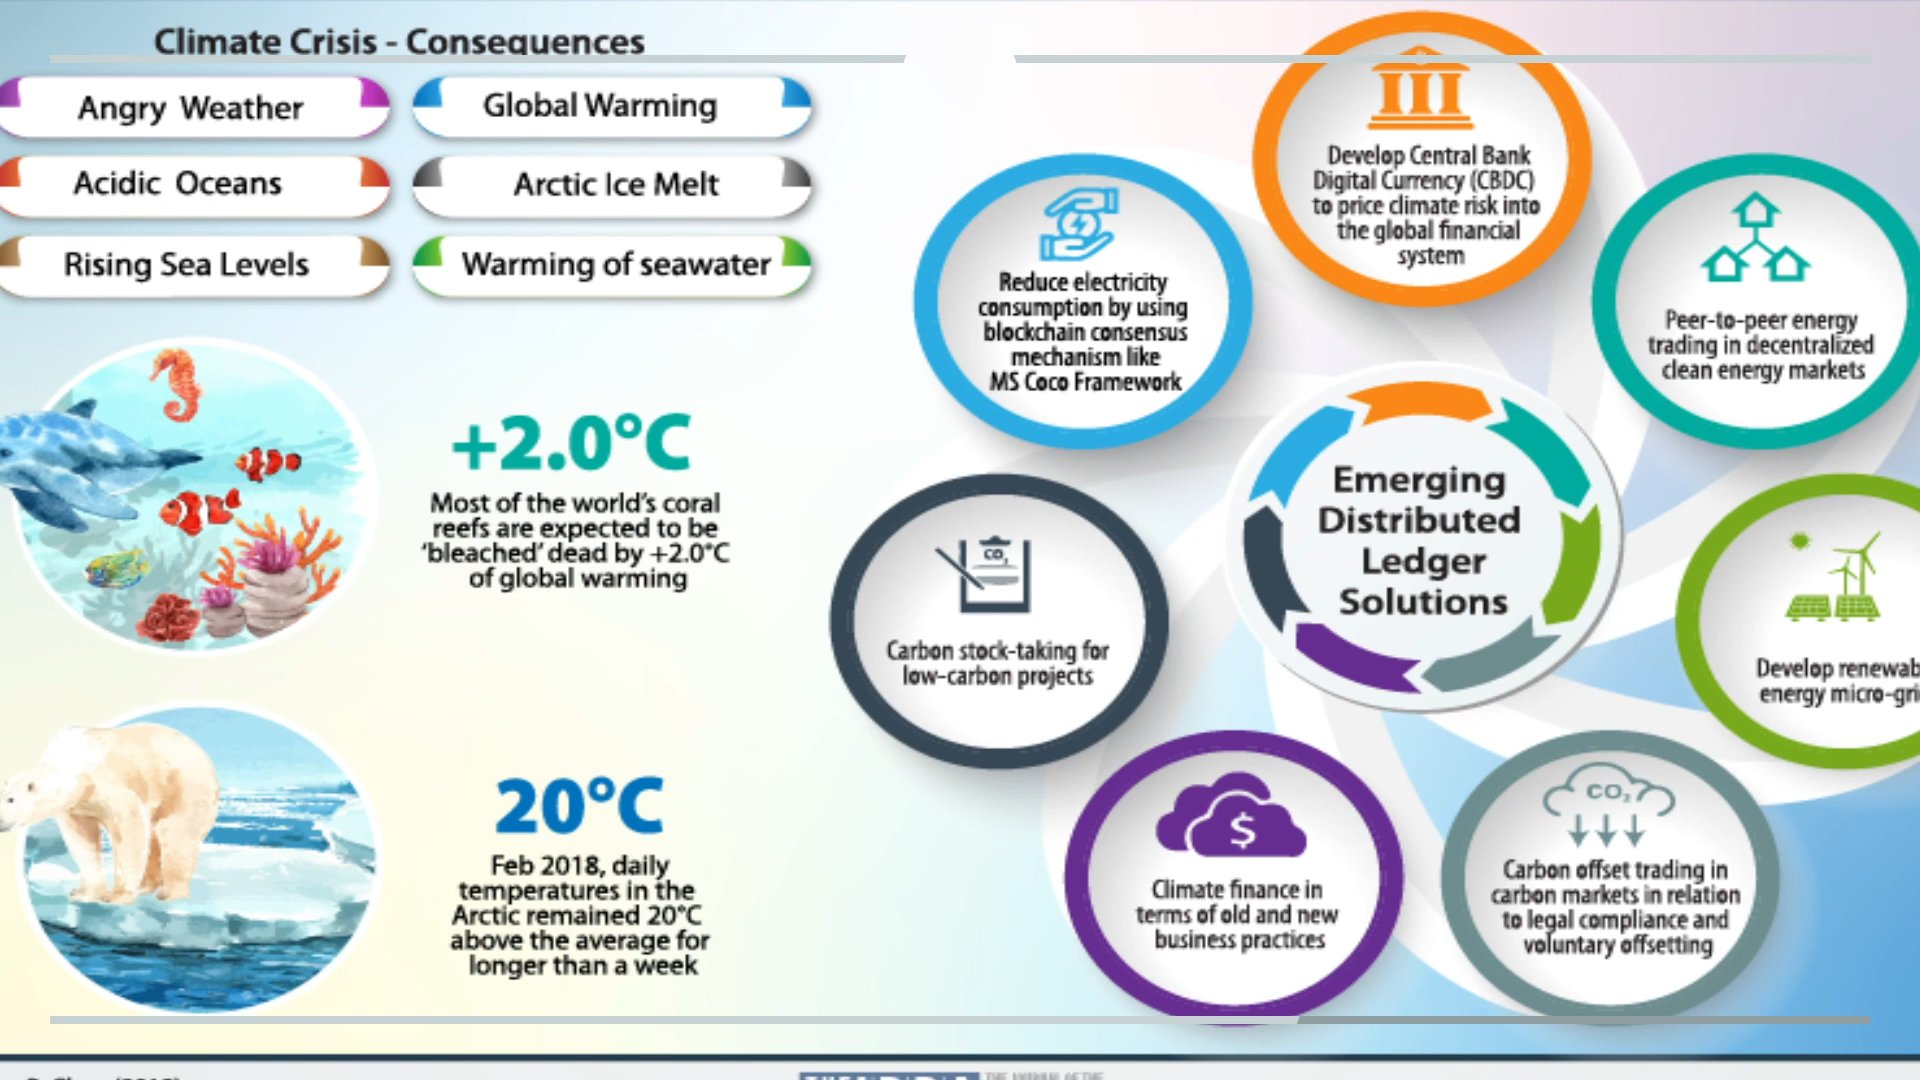 Climate Crisis - Consequences
Angry Weather
Global Warming
Acidic Oceans
Arctic Ice Melt
Rising Sea Levels
Warming of seawater
+2.0°C
Most of the world's coral
reefs are expected to be
'bleached' dead by +2.0°C
of global warming
20°C
Feb 2018, daily
temperatures in the
Arctic remained 20°C
above the average for
longer than a week
Develop Central Bank
Digital Currency (CBDC)
to price climate risk into
the global financial
system
Reduce electricity
consumption by using
blockchain consensus
mechanism like
MS Coco Framework
Peer-to-peer energy
trading in decentralized
clean energy markets
Emerging
Distributed
Ledger
Solutions
CO₂
Carbon stock-taking for
low-carbon projects
Develop renewab
energy micro-gri
$
Climate finance in
terms of old and new
business practices
CO₂
Carbon offset trading in
carbon markets in relation
to legal compliance and
voluntary offsetting